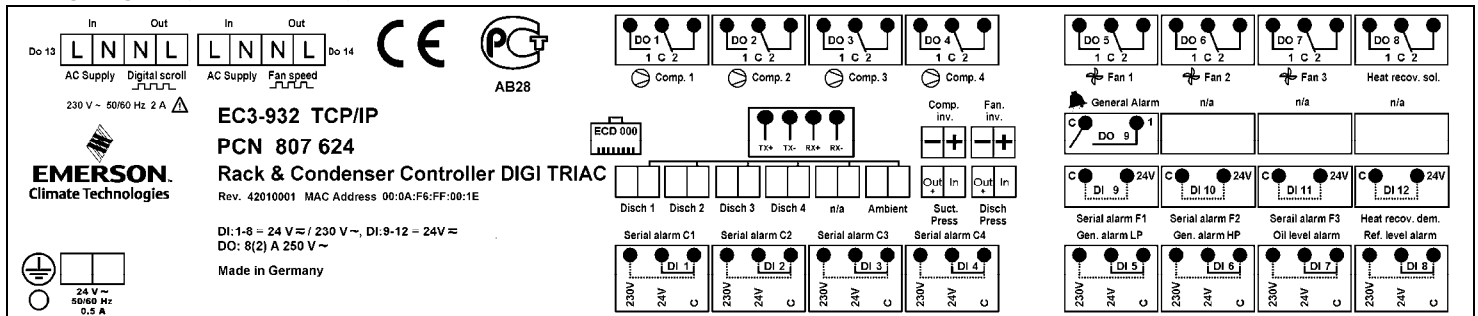 In Out In Out
Do 13 L N N L L N N L Do 14
AC Supply Digital scroll AC Supply Fan speed
230 V ~ 50/60 Hz 2 A
CE
PCT
AB28
EC3-932 TCP/IP
PCN 807 624
Rack & Condenser Controller DIGI TRIAC
Rev. 42010001 MAC Address 00:0A:F6:FF:00:1E
DI:1-8 = 24 V ≂ / 230 V ~, DI:9-12 = 24V ≂
DO: 8(2) A 250 V ~
Made in Germany
EMERSON.
Climate Technologies
24 V ~
50/60 Hz
0.5 A
DO 1 DO 2 DO 3 DO 4
1 C 2 1 C 2 1 C 2 1 C 2
Comp. 1 Comp. 2 Comp. 3 Comp. 4
ECD 000
TX+ TX- RX+ RX-
Comp. inv. Fan. inv.
− + − +
Out + In Out + In
Disch 1 Disch 2 Disch 3 Disch 4 n/a Ambient Suct. Press Disch Press
Serial alarm C1 Serial alarm C2 Serial alarm C3 Serial alarm C4
DI 1 DI 2 DI 3 DI 4
230V 24V C 230V 24V C 230V 24V C 230V 24V C
DO 5 DO 6 DO 7 DO 8
1 C 2 1 C 2 1 C 2 1 C 2
Fan 1 Fan 2 Fan 3 Heat recov. sol.
General Alarm n/a n/a n/a
C DO 9 1
C 24V C 24V C 24V C 24V
DI 9 DI 10 DI 11 DI 12
Serial alarm F1 Serial alarm F2 Serail alarm F3 Heat recov. dem.
Gen. alarm LP Gen. alarm HP Oil level alarm Ref. level alarm
DI 5 DI 6 DI 7 DI 8
230V 24V C 230V 24V C 230V 24V C 230V 24V C